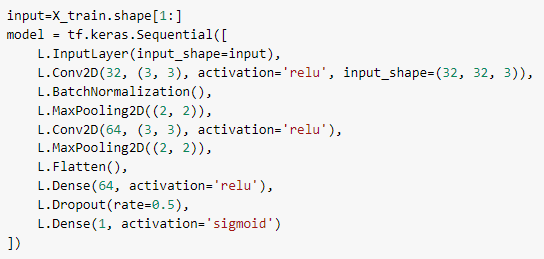 input=X_train.shape[1:]
model = tf.keras.Sequential([
    L.InputLayer(input_shape=input),
    L.Conv2D(32, (3, 3), activation='relu', input_shape=(32, 32, 3)),
    L.BatchNormalization(),
    L.MaxPooling2D((2, 2)),
    L.Conv2D(64, (3, 3), activation='relu'),
    L.MaxPooling2D((2, 2)),
    L.Flatten(),
    L.Dense(64, activation='relu'),
    L.Dropout(rate=0.5),
    L.Dense(1, activation='sigmoid')
])